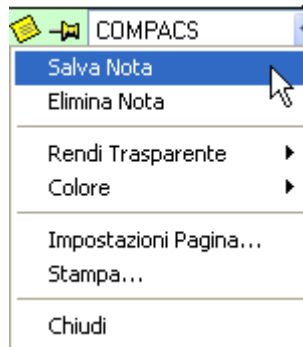 COMPACS
Salva Nota
Elimina Nota
Rendi Trasparente
Colore
Impostazioni Pagina...
Stampa...
Chiudi